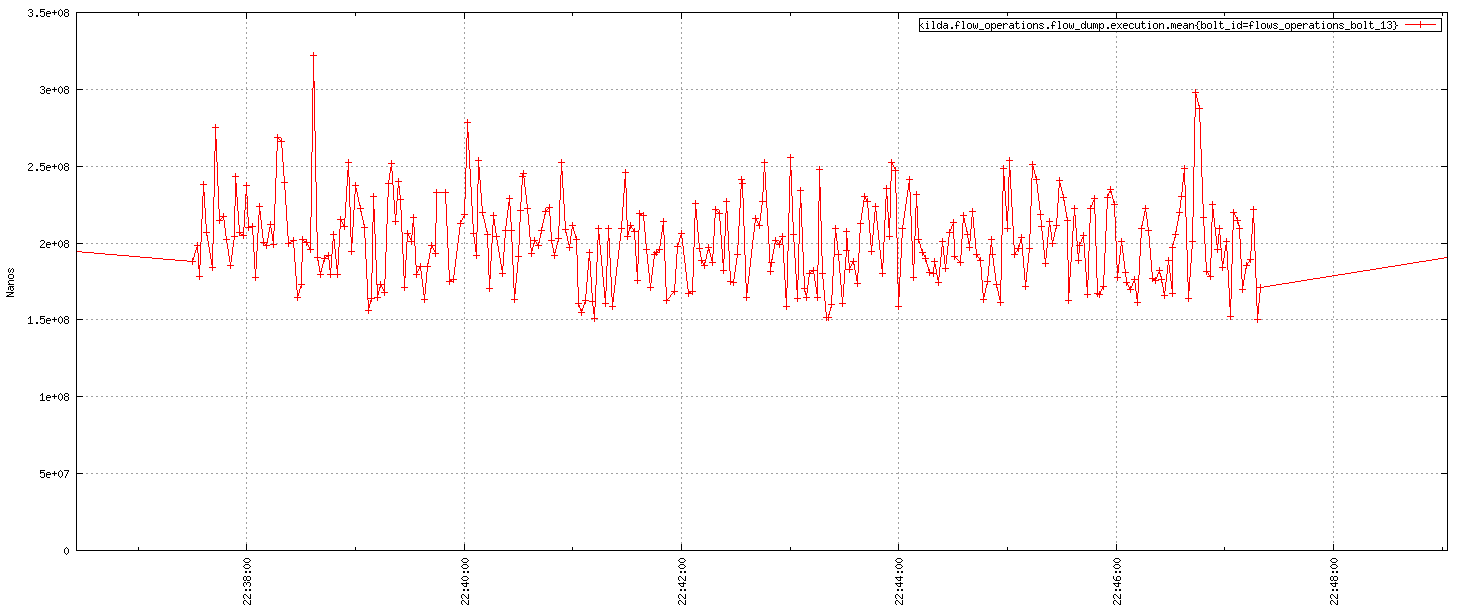 3.5e+08
kilda.flow_operations.flow_dump.execution.mean{bolt_id=flows_operations_bolt_13}
3e+08
2.5e+08
2e+08
Nanos
1.5e+08
1e+08
5e+07
0
22:38:00
22:40:00
22:42:00
22:44:00
22:46:00
22:48:00